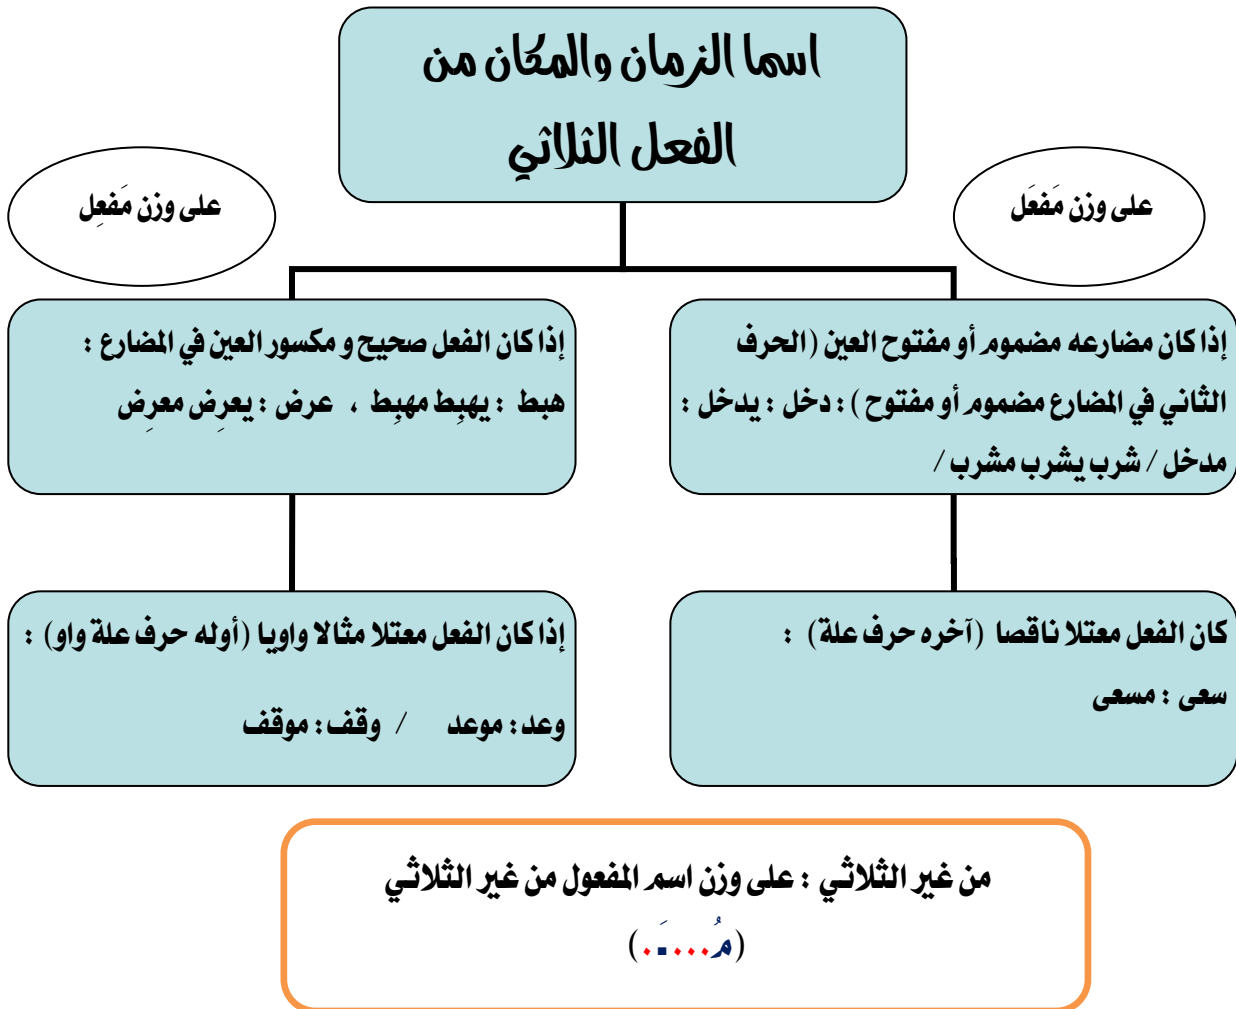 اسما الزمان والمكان من
الفعل الثلاثي
على وزن مَفعَل
على وزن مَفعِل
إذا كان مضارعه مضموم أو مفتوح العين (الحرف
الثاني في المضارع مضموم أو مفتوح ) : دخل : يدخل :
مدخل / شرب يشرب مشرب /
إذا كان الفعل صحيح و مكسور العين في المضارع :
هبط : يهبِط مهبِط ، عرض : يعرِض معرِض
كان الفعل معتلا ناقصا (آخره حرف علة) :
سعى : مسعى
إذا كان الفعل معتلا مثالا واويا (أوله حرف علة واو) :
وعد : موعد / وقف : موقف
من غير الثلاثي : على وزن اسم المفعول من غير الثلاثي
(مُ...ـَ.)